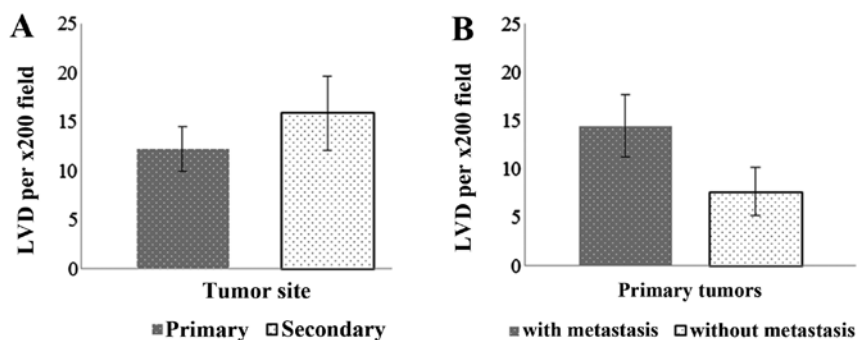 A
LVD per x200 field
25
20
15
10
5
0
Tumor site
Primary Secondary
B
LVD per x200 field
25
20
15
10
5
0
Primary tumors
with metastasis without metastasis